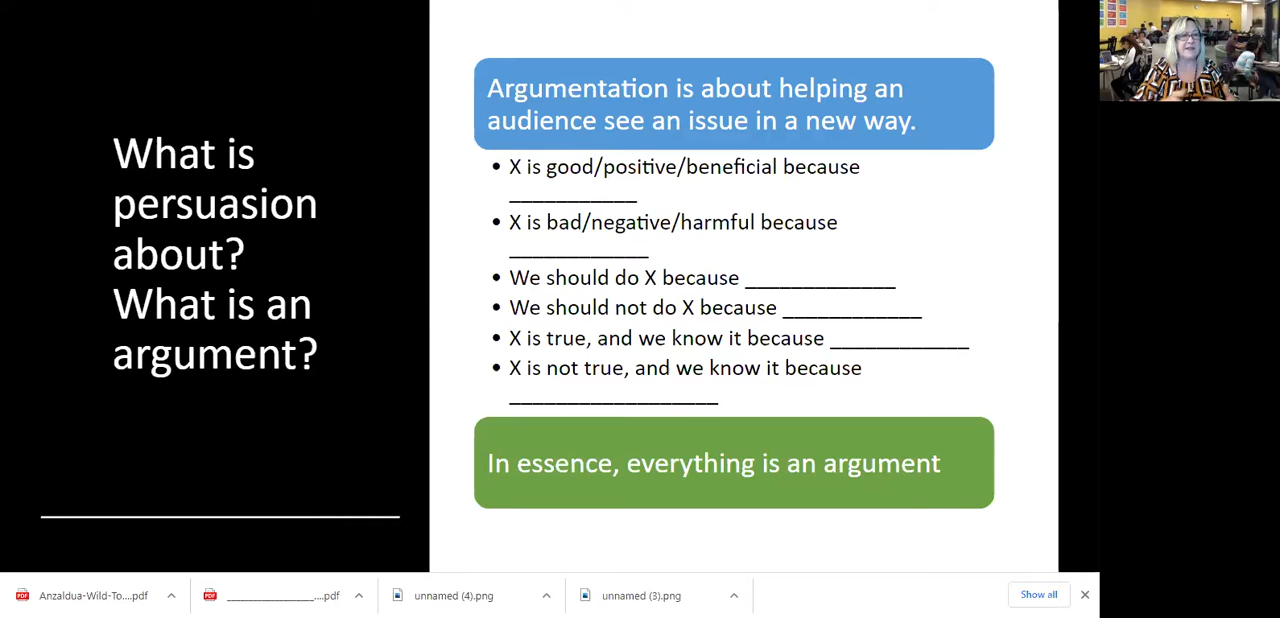 What is
persuasion
about?
What is an
argument?
Argumentation is about helping an
audience see an issue in a new way.
• X is good/positive/beneficial because
___________
• X is bad/negative/harmful because
____________
• We should do X because _____________
• We should not do X because ____________
• X is true, and we know it because ____________
• X is not true, and we know it because
__________________
In essence, everything is an argument
Anzaldua-Wild-To....pdf
__________________....pdf
unnamed (4).png
unnamed (3).png
Show all